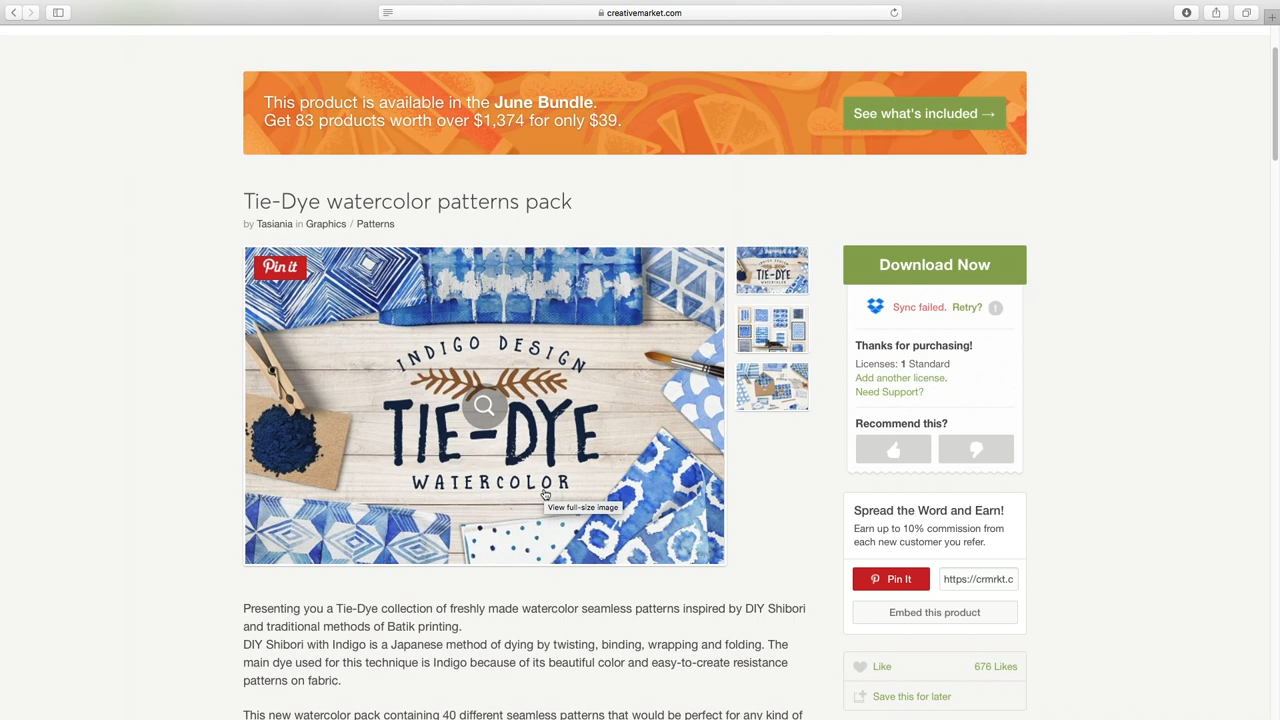 creativemarket.com
This product is available in the June Bundle.
Get 83 products worth over $1,374 for only $39.
See what's included →
Tie-Dye watercolor patterns pack
by Tasiania in Graphics / Patterns
Pin it
INDIGO DESIGN
TIE-DYE
WATERCOLOR
View full-size image
TIE-DYE
Download Now
Sync failed. Retry?
Thanks for purchasing!
Licenses: 1 Standard
Add another license.
Need Support?
Recommend this?
Spread the Word and Earn!
Earn up to 10% commission from
each new customer you refer.
Pin It
https://crmrkt.c
Embed this product
Like
676 Likes
Save this for later
Presenting you a Tie-Dye collection of freshly made watercolor seamless patterns inspired by DIY Shibori
and traditional methods of Batik printing.
DIY Shibori with Indigo is a Japanese method of dying by twisting, binding, wrapping and folding. The
main dye used for this technique is Indigo because of its beautiful color and easy-to-create resistance
patterns on fabric.
This new watercolor pack containing 40 different seamless patterns that would be perfect for any kind of